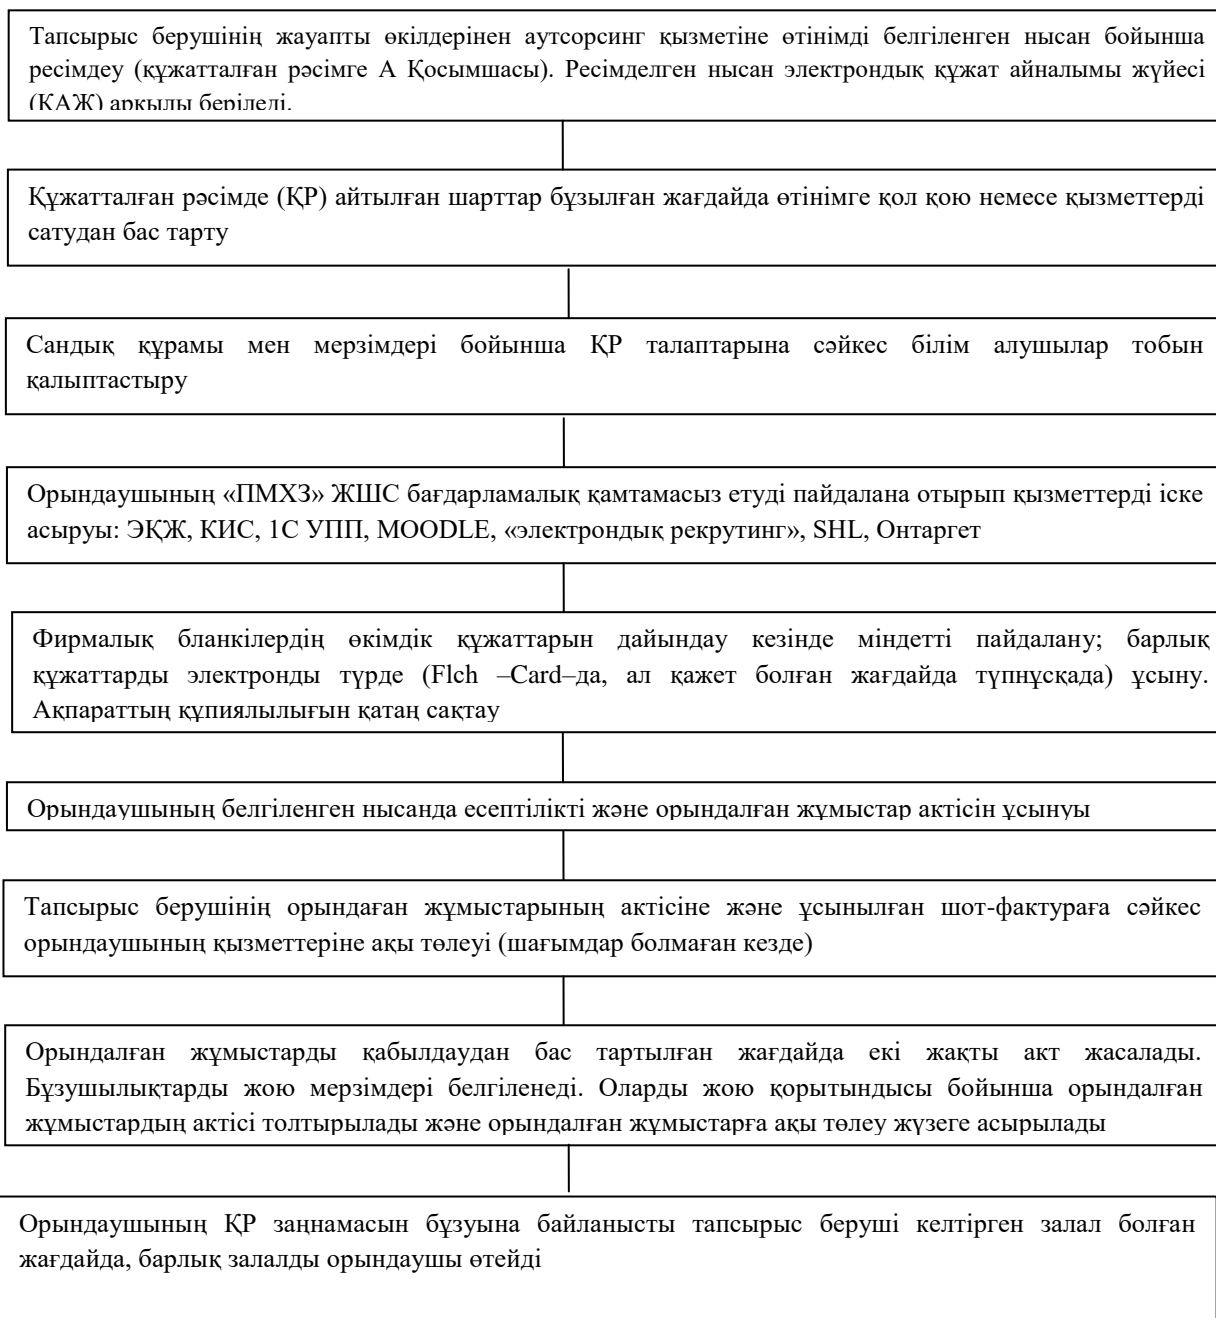 Тапсырыс берушінің жауапты өкілдерінен аутсорсинг қызметіне өтінімді белгіленген нысан бойынша
ресімдеу (құжатталған рәсімге А Қосымшасы). Ресімделген нысан электрондық құжат айналымы жүйесі
(ҚАЖ) арқылы беріледі.
Құжатталған рәсімде (ҚР) айтылған шарттар бұзылған жағдайда өтінімге қол қою немесе қызметтерді
сатудан бас тарту
Сандық құрамы мен мерзімдері бойынша ҚР талаптарына сәйкес білім алушылар тобын
қалыптастыру
Орындаушының «ПМХЗ» ЖШС бағдарламалық қамтамасыз етуді пайдалана отырып қызметтерді іске
асыруы: ЭҚЖ, КИС, 1С УПП, MOODLE, «электрондық рекрутинг», SHL, Онтаргет
Фирмалық бланкілердің өкімдік құжаттарын дайындау кезінде міндетті пайдалану; барлық
құжаттарды электронды түрде (Flch –Card–да, ал қажет болған жағдайда түпнұсқада) ұсыну.
Ақпараттың құпиялылығын қатаң сақтау
Орындаушының белгіленген нысанда есептілікті және орындалған жұмыстар актісін ұсынуы
Тапсырыс берушінің орындаған жұмыстарының актісіне және ұсынылған шот-фактураға сәйкес
орындаушының қызметтеріне ақы төлеуі (шағымдар болмаған кезде)
Орындалған жұмыстарды қабылдаудан бас тартылған жағдайда екі жақты акт жасалады.
Бұзушылықтарды жою мерзімдері белгіленеді. Оларды жою қорытындысы бойынша орындалған
жұмыстардың актісі толтырылады және орындалған жұмыстарға ақы төлеу жүзеге асырылады
Орындаушының ҚР заңнамасын бұзуына байланысты тапсырыс беруші келтірген залал болған
жағдайда, барлық залалды орындаушы өтейді